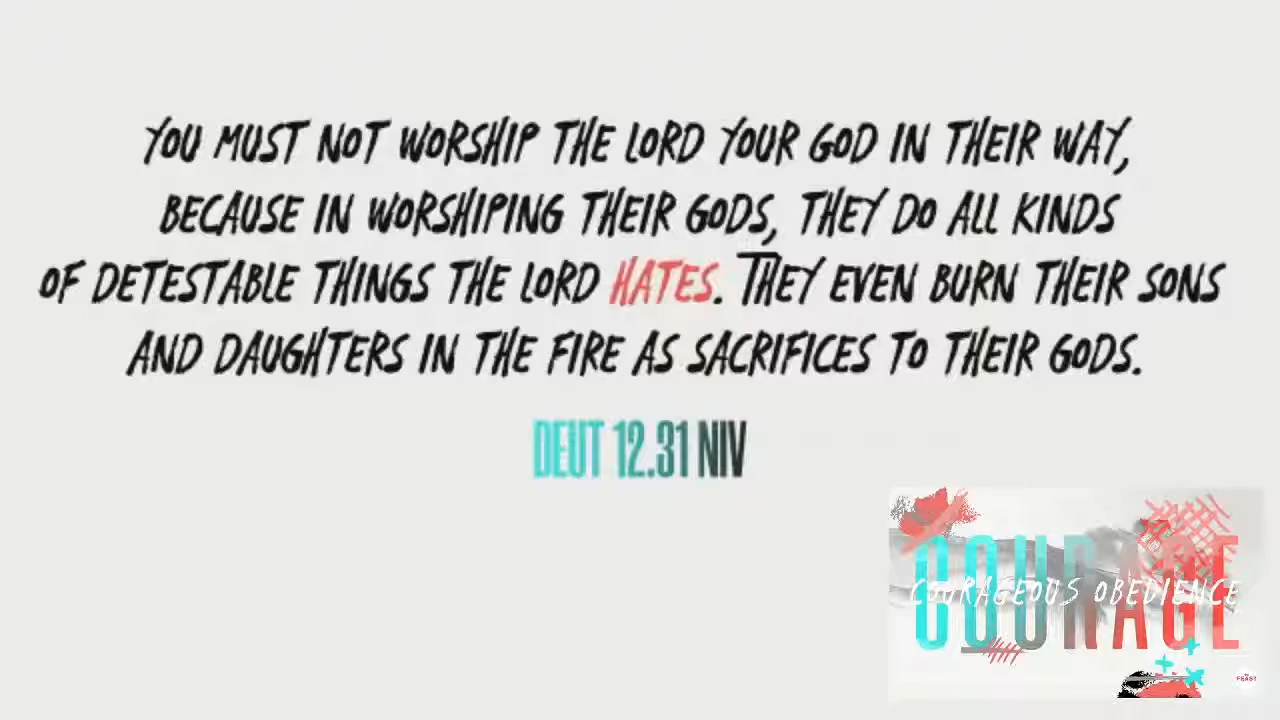 YOU MUST NOT WORSHIP THE LORD YOUR GOD IN THEIR WAY,
BECAUSE IN WORSHIPING THEIR GODS, THEY DO ALL KINDS
OF DETESTABLE THINGS THE LORD HATES. THEY EVEN BURN THEIR SONS
AND DAUGHTERS IN THE FIRE AS SACRIFICES TO THEIR GODS.
DEUT 12.31 NIV
COURAGE
COURAGEOUS OBEDIENCE
FEAST